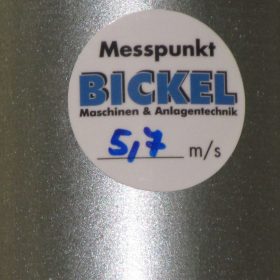 Messpunkt
BICKEL
Maschinen & Anlagentechnik
5,7 m/s